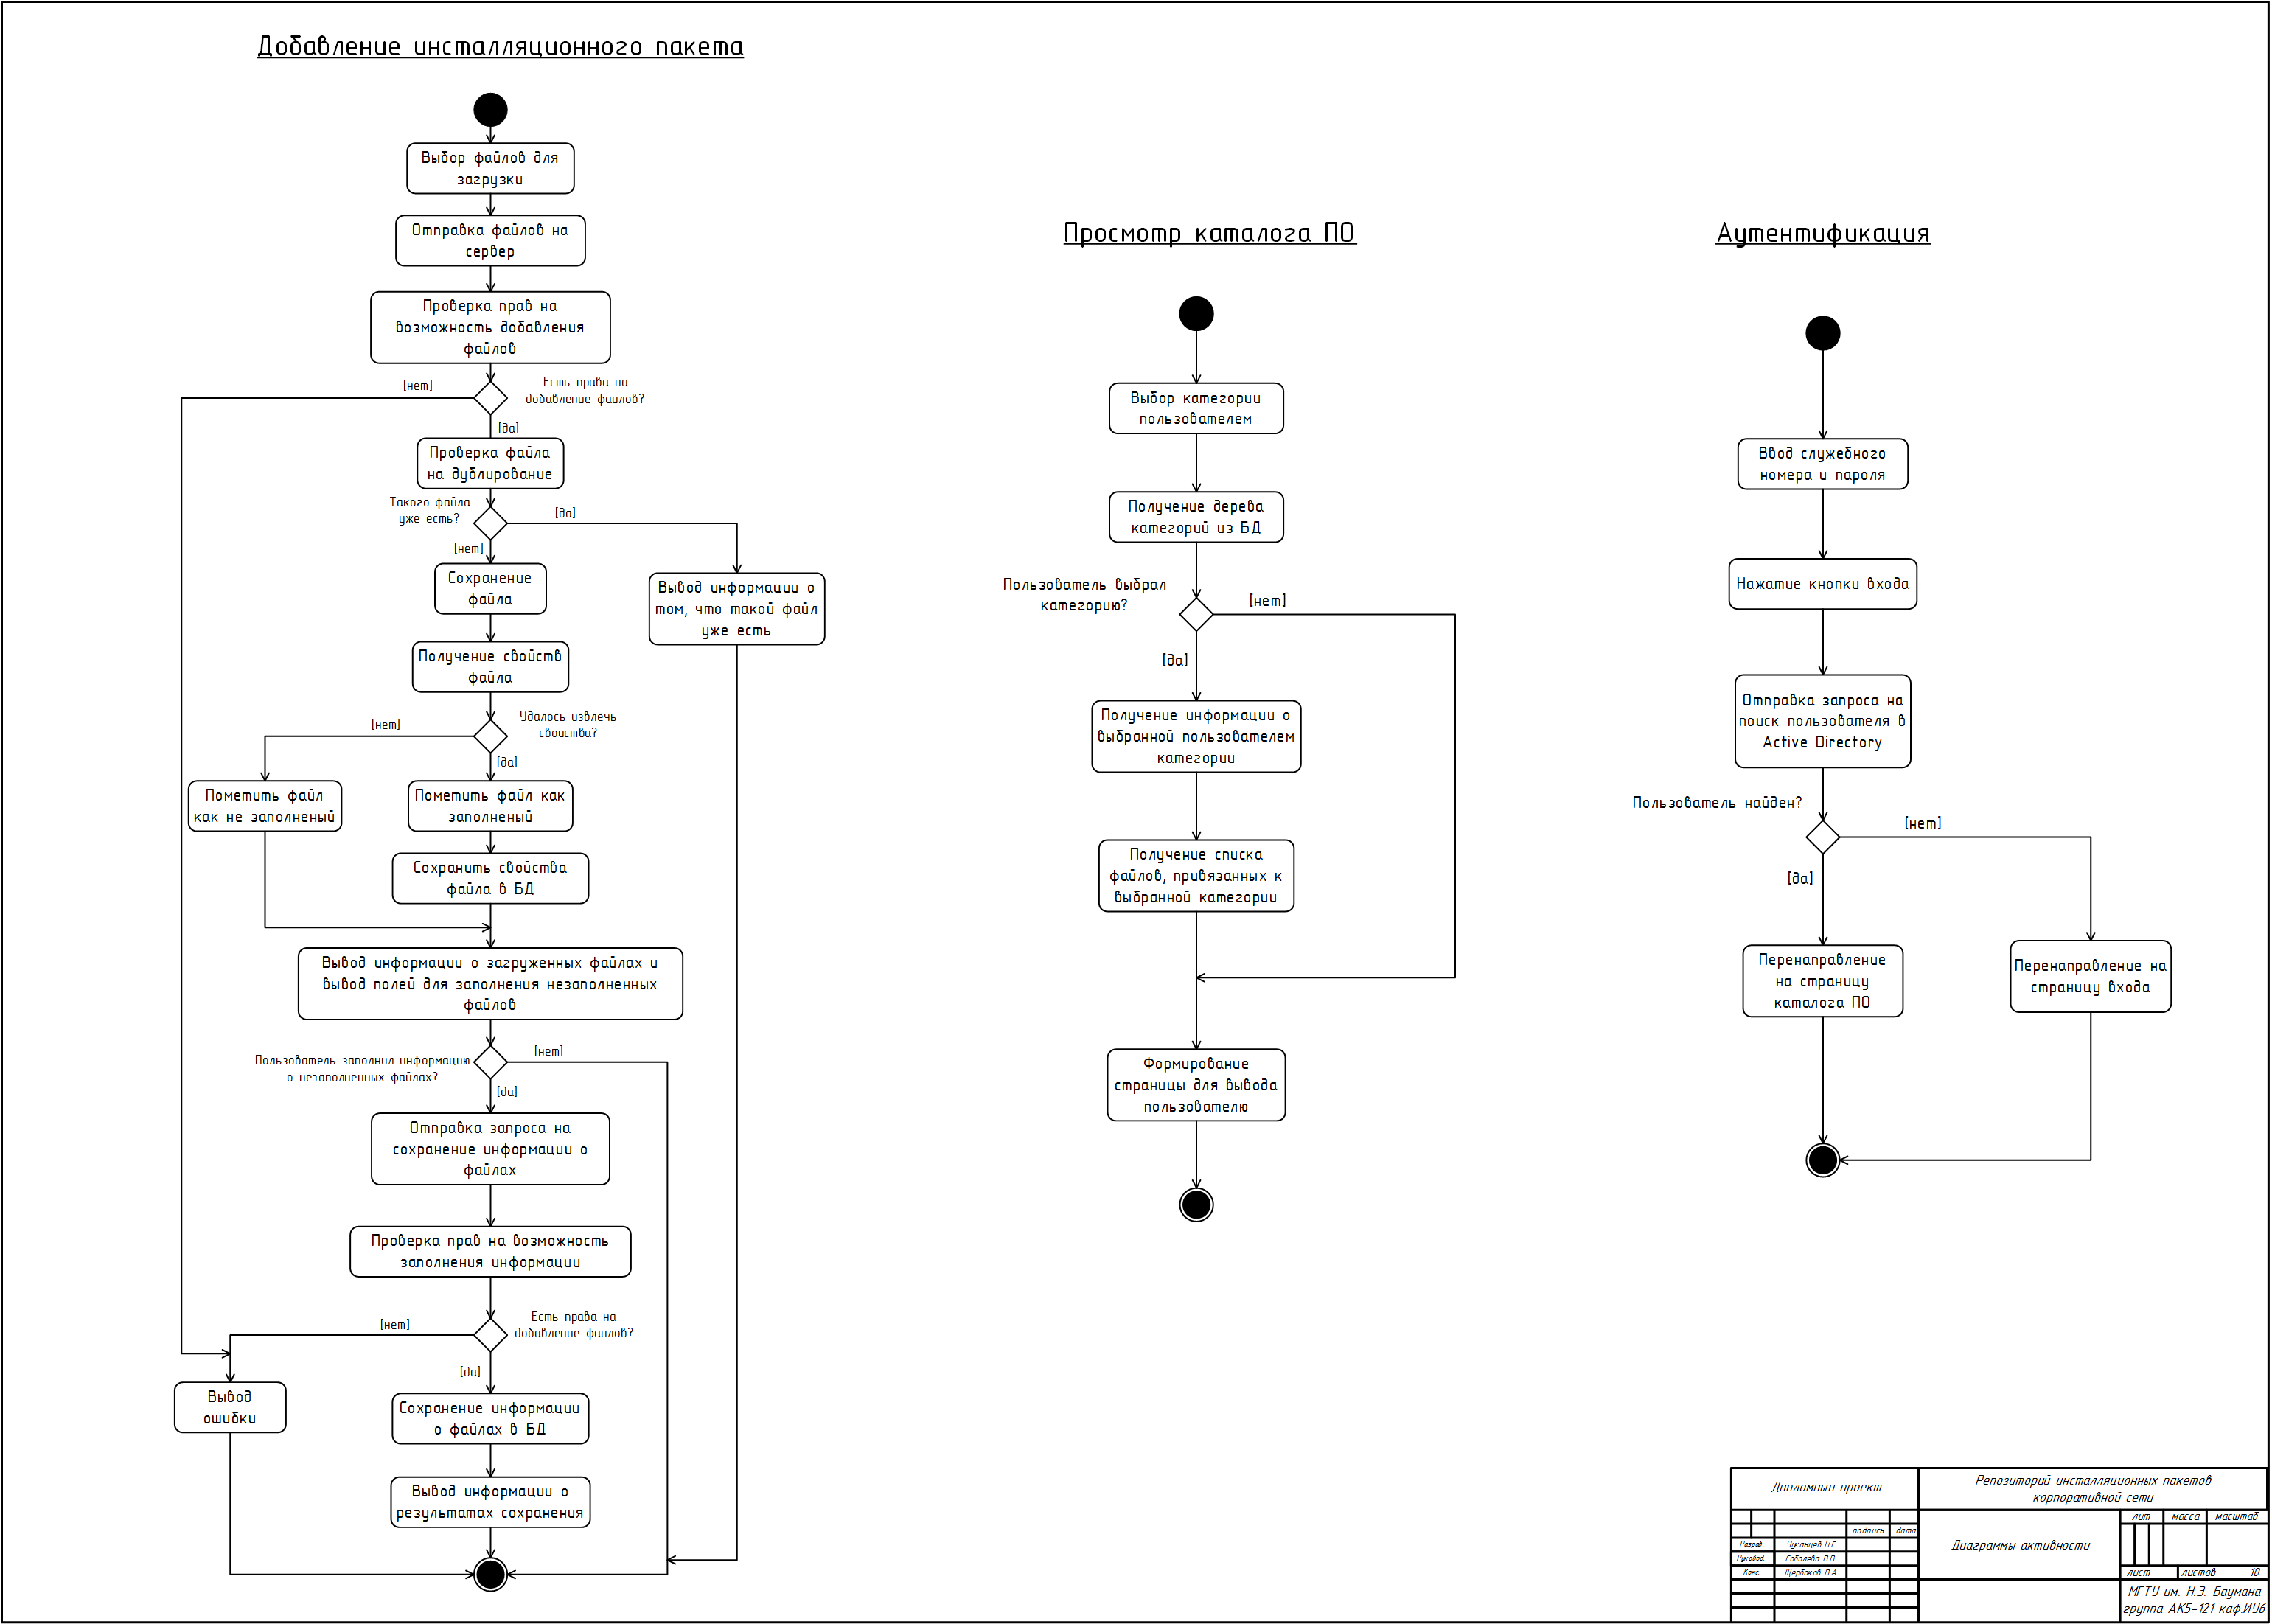 Добавление инсталляционного пакета
Выбор файлов для
загрузки
Отправка файлов на
сервер
Проверка прав на
возможность добавления
файлов
[нет]
Есть права на
добавление файлов?
[да]
Проверка файла
на дублирование
Такого файла
уже есть?
[да]
[нет]
Сохранение
файла
Вывод информации о
том, что такой файл
уже есть
Получение свойств
файла
[нет]
Удалось извлечь
свойства?
[да]
Пометить файл
как не заполненый
Пометить файл как
заполненый
Сохранить свойства
файла в БД
Вывод информации о загруженных файлах и
вывод полей для заполнения незаполненных
файлов
Пользователь заполнил информацию
о незаполненных файлах?
[нет]
[да]
Отправка запроса на
сохранение информации о
файлах
Проверка прав на возможность
заполнения информации
[нет]
Есть права на
добавление файлов?
[да]
Вывод
ошибки
Сохранение информации
о файлах в БД
Вывод информации о
результатах сохранения
Просмотр каталога ПО
Выбор категории
пользователем
Получение дерева
категорий из БД
Пользователь выбрал
категорию?
[нет]
[да]
Получение информации о
выбранной пользователем
категории
Получение списка
файлов, привязанных к
выбранной категории
Формирование
страницы для вывода
пользователю
Аутентификация
Ввод служебного
номера и пароля
Нажатие кнопки входа
Отправка запроса на
поиск пользователя в
Active Directory
Пользователь найден?
[нет]
[да]
Перенаправление
на страницу
каталога ПО
Перенаправление на
страницу входа
Дипломный проект
Репозиторий инсталляционных пакетов
корпоративной сети
подпись дата
Разраб. Чуканцев Н.С.
Руковод. Соболева В.В.
Конс. Щербаков В.А.
Диаграммы активности
лит масса масштаб
лист листов 10
МГТУ им. Н.Э. Баумана
группа АК5-121 каф.ИУ6